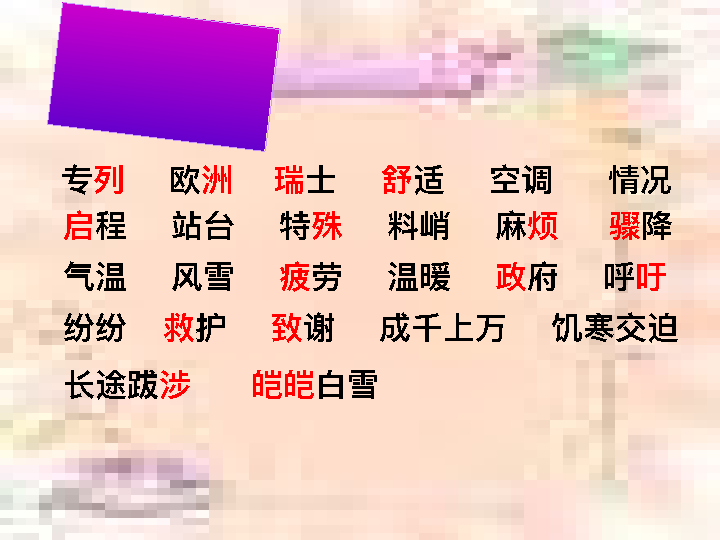 专列 欧洲 瑞士 舒适 空调 情况
启程 站台 特殊 料峭 麻烦 骤降
气温 风雪 疲劳 温暖 政府 呼吁
纷纷 救护 致谢 成千上万 饥寒交迫
长途跋涉 皑皑白雪